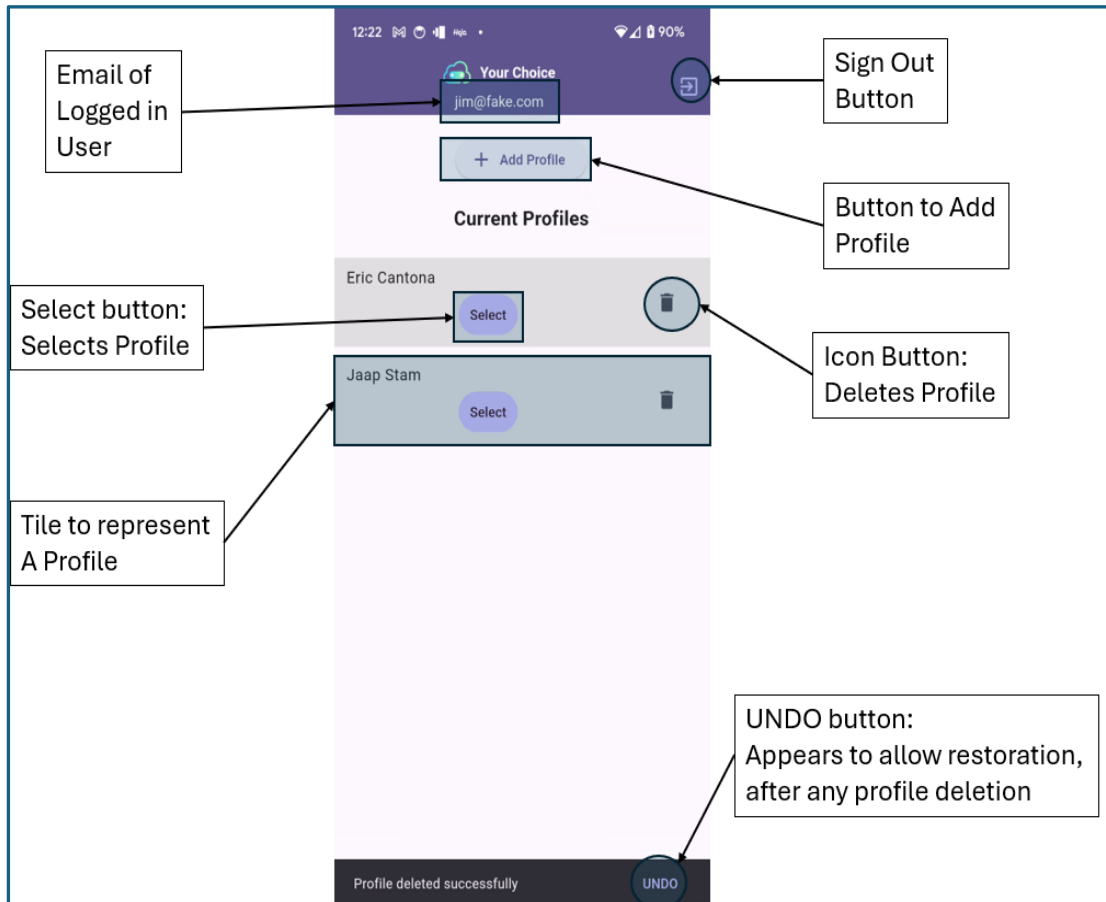 12:22
90%
Your Choice
jim@fake.com
Email of
Logged in
User
Sign Out
Button
+ Add Profile
Button to Add
Profile
Current Profiles
Eric Cantona
Select
Select button:
Selects Profile
Icon Button:
Deletes Profile
Jaap Stam
Select
Tile to represent
A Profile
UNDO button:
Appears to allow restoration,
after any profile deletion
Profile deleted successfully
UNDO